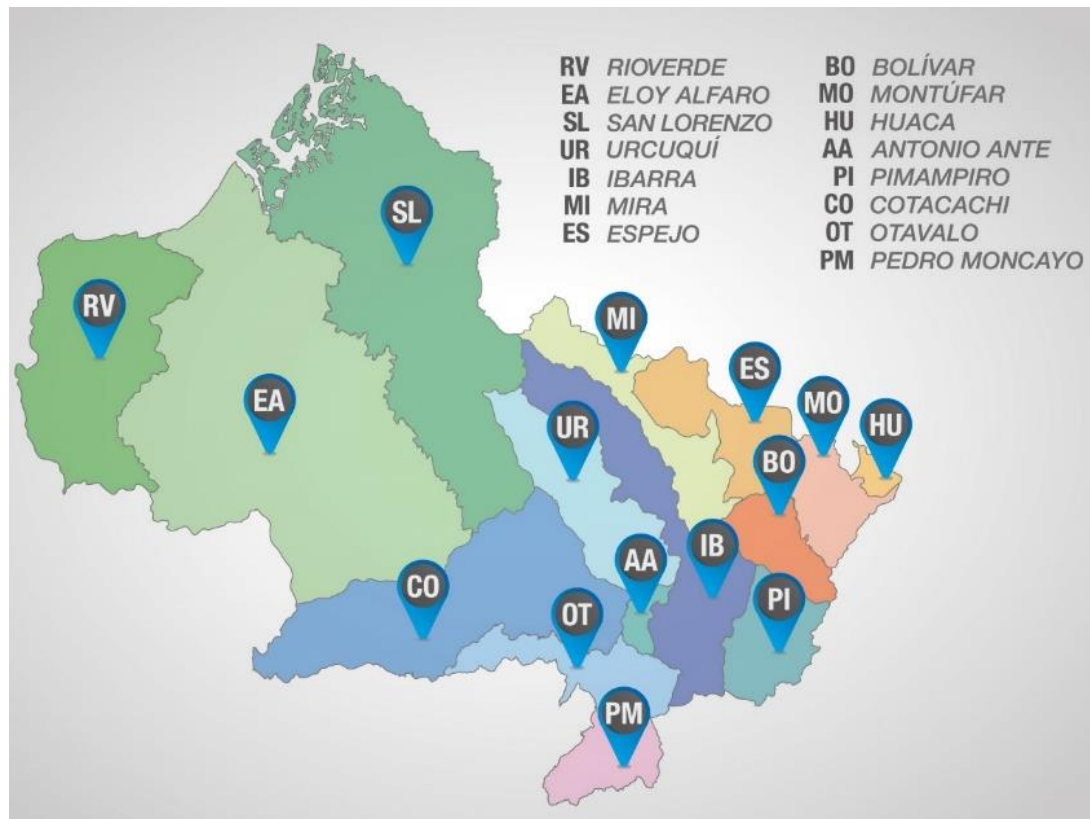 RV RIOVERDE
EA ELOY ALFARO
SL SAN LORENZO
UR URCUQUÍ
IB IBARRA
MI MIRA
ES ESPEJO
BO BOLÍVAR
MO MONTÚFAR
HU HUACA
AA ANTONIO ANTE
PI PIMAMPIRO
CO COTACACHI
OT OTAVALO
PM PEDRO MONCAYO
SL
RV
MI
ES
EA
MO
UR
HU
BO
IB
AA
CO
PI
OT
PM